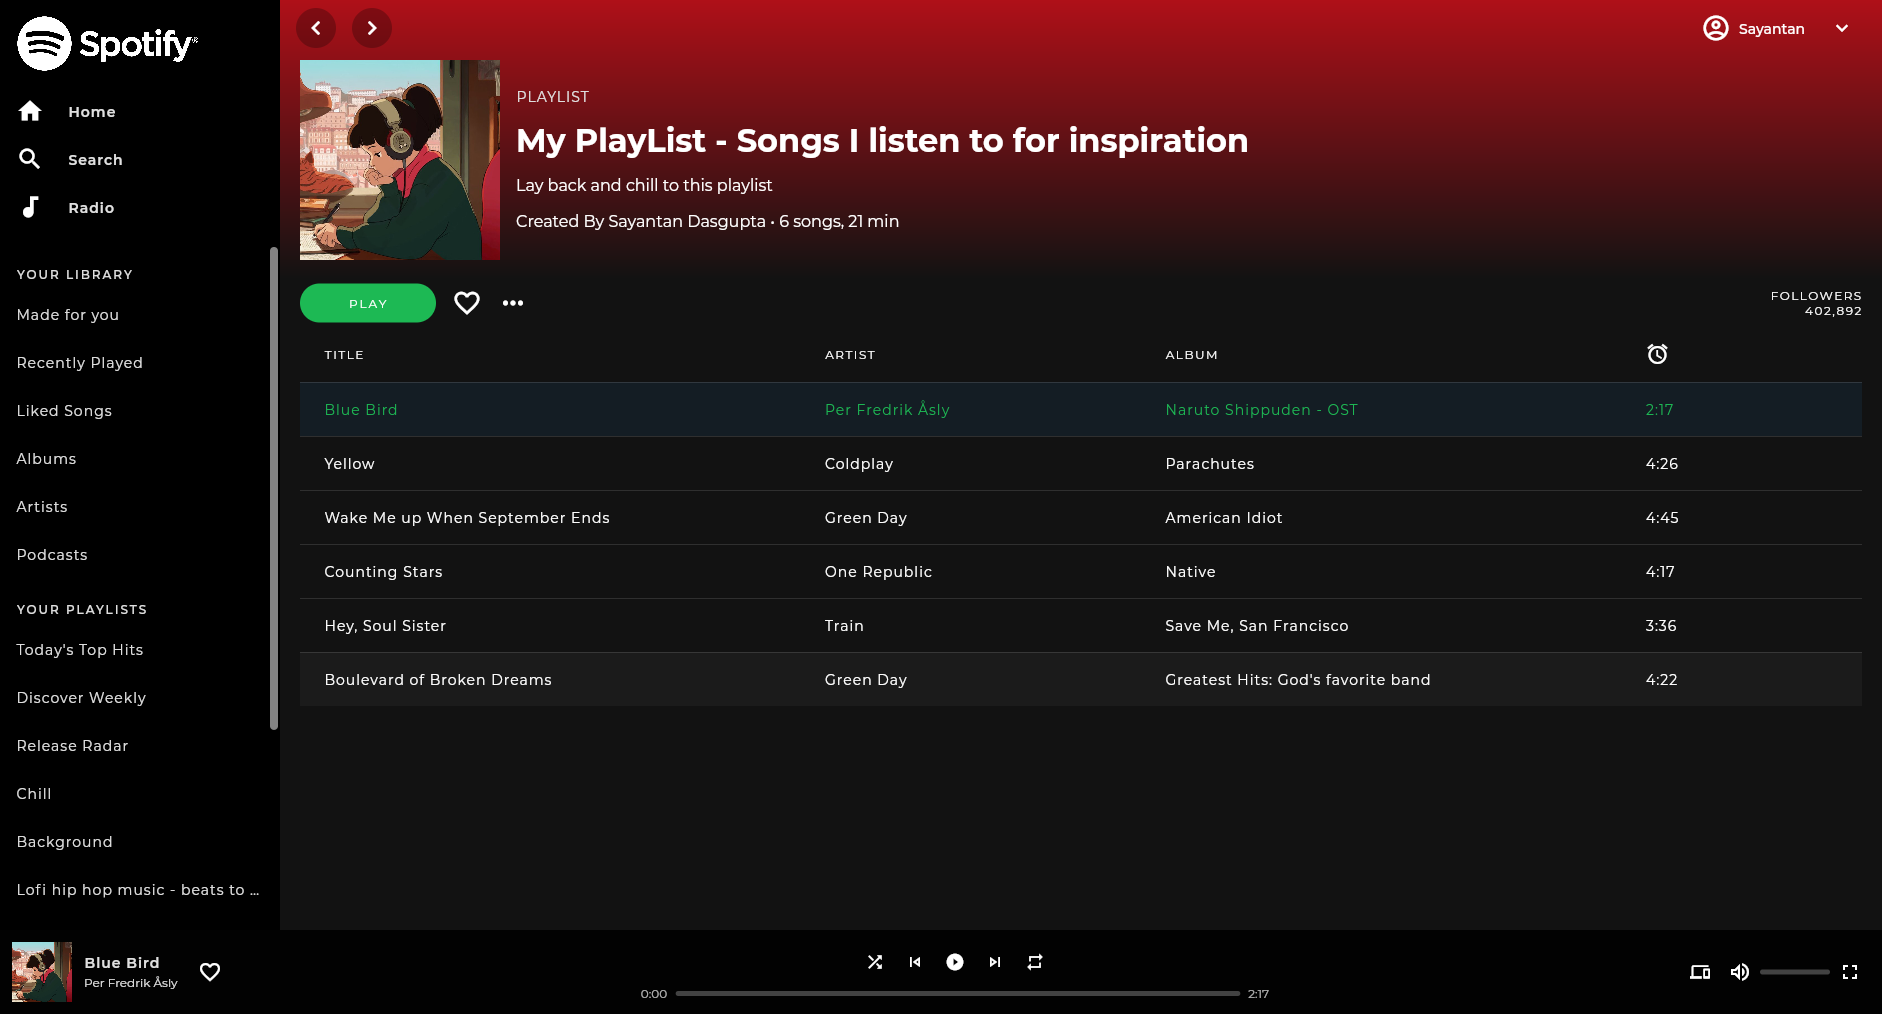 Spotify®
Home
Search
Radio
YOUR LIBRARY
Made for you
Recently Played
Liked Songs
Albums
Artists
Podcasts
YOUR PLAYLISTS
Today's Top Hits
Discover Weekly
Release Radar
Chill
Background
Lofi hip hop music - beats to ...
Sayantan
PLAYLIST
My PlayList - Songs I listen to for inspiration
Lay back and chill to this playlist
Created By Sayantan Dasgupta • 6 songs, 21 min
PLAY
FOLLOWERS
402,892
TITLE ARTIST ALBUM
Blue Bird Per Fredrik Åsly Naruto Shippuden - OST 2:17
Yellow Coldplay Parachutes 4:26
Wake Me up When September Ends Green Day American Idiot 4:45
Counting Stars One Republic Native 4:17
Hey, Soul Sister Train Save Me, San Francisco 3:36
Boulevard of Broken Dreams Green Day Greatest Hits: God's favorite band 4:22
Blue Bird
Per Fredrik Åsly
0:00 2:17